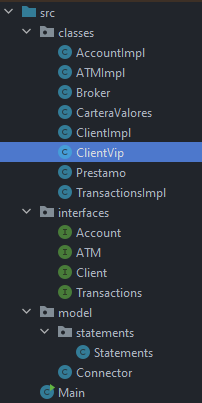 src
classes
AccountImpl
ATMImpl
Broker
CarteraValores
ClientImpl
ClientVip
Prestamo
TransactionsImpl
interfaces
Account
ATM
Client
Transactions
model
statements
Statements
Connector
Main